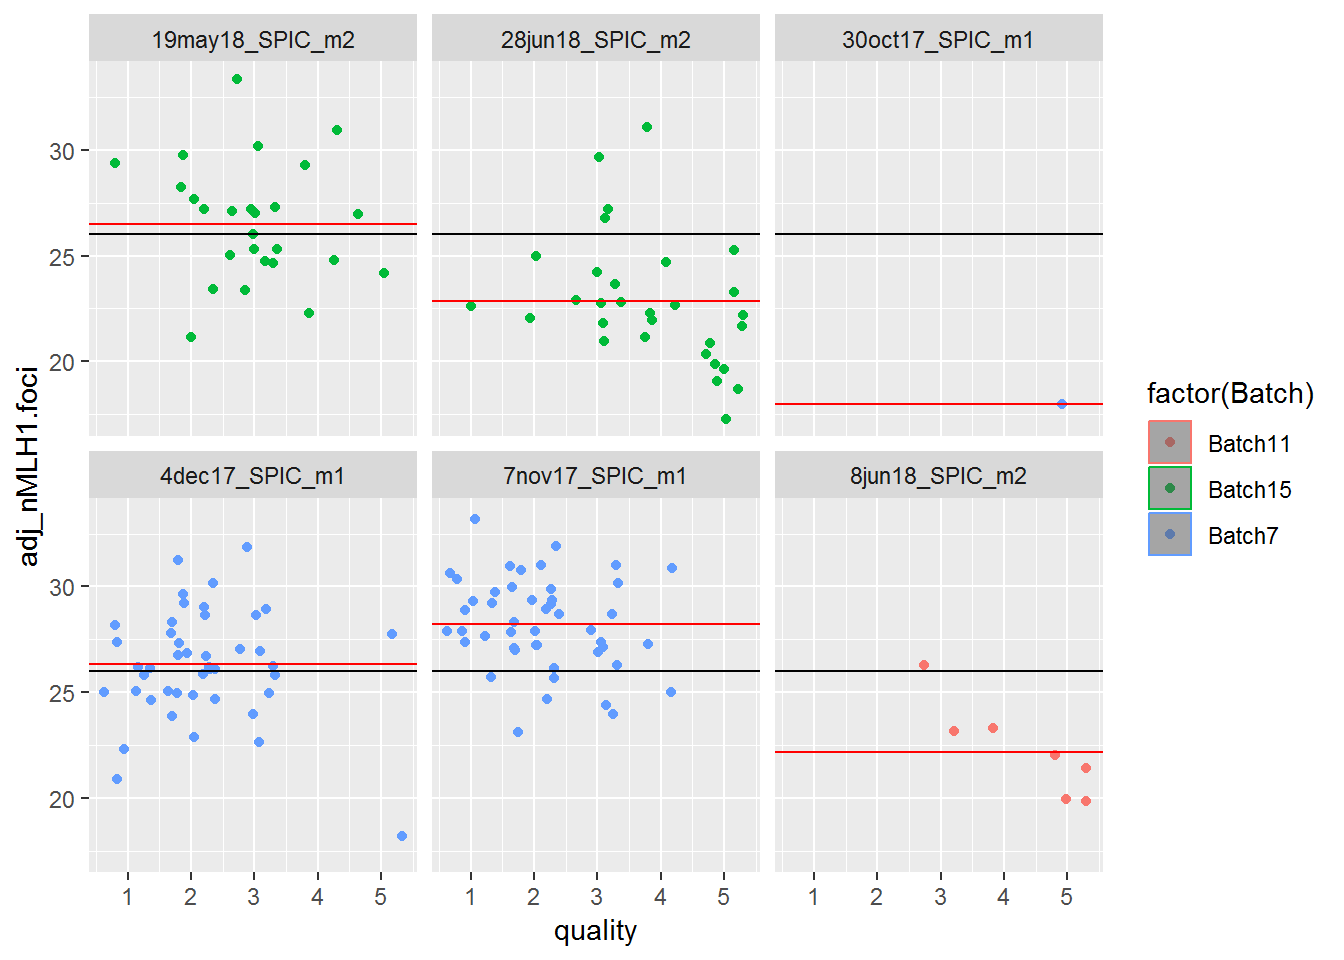 19may18_SPIC_m2
28jun18_SPIC_m2
30oct17_SPIC_m1
30
25
20
4dec17_SPIC_m1
7nov17_SPIC_m1
8jun18_SPIC_m2
30
25
20
1 2 3 4 5
1 2 3 4 5
1 2 3 4 5
quality
adj_nMLH1.foci
factor(Batch)
Batch11
Batch15
Batch7